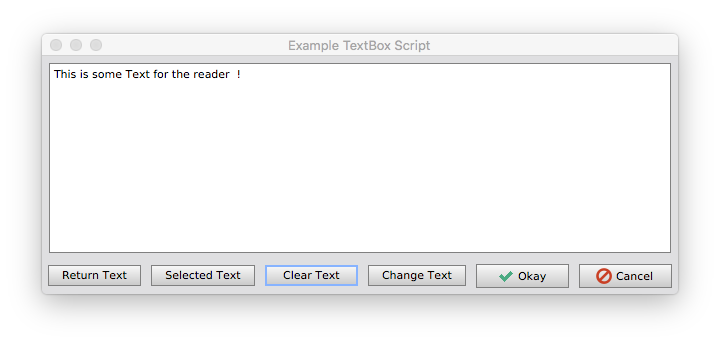 Example TextBox Script
This is some Text for the reader  !
Return Text Selected Text Clear Text Change Text Okay Cancel